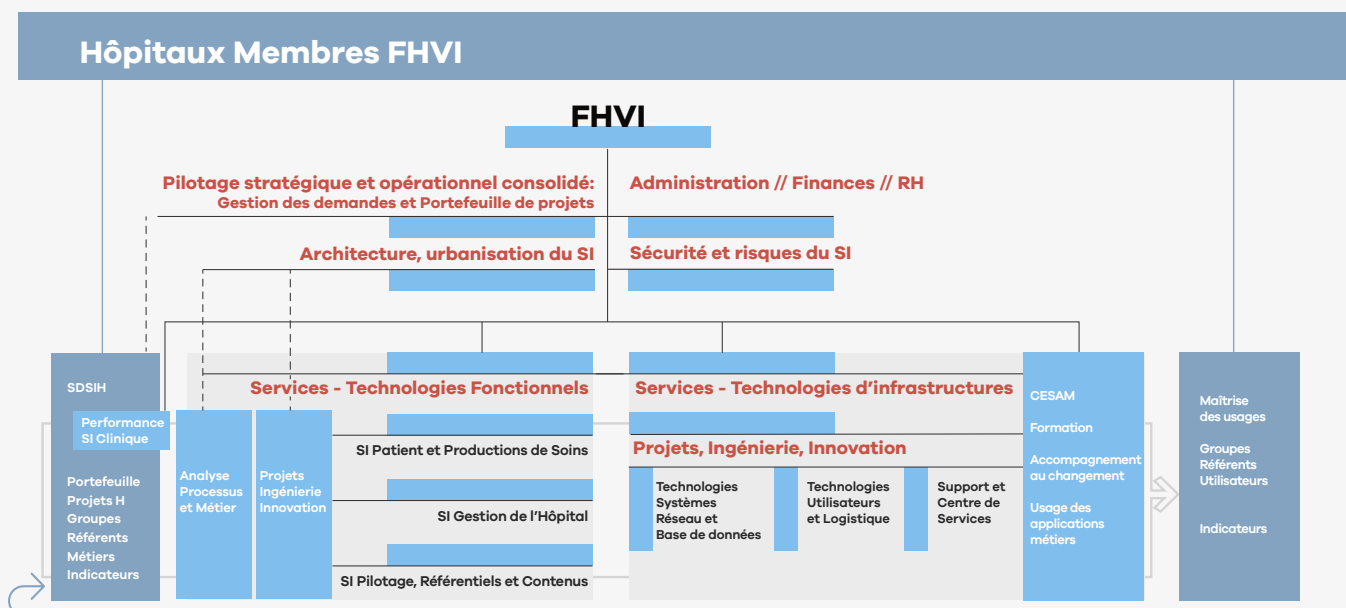 Hôpitaux Membres FHVI
FHVI
Pilotage stratégique et opérationnel consolidé:
Gestion des demandes et Portefeuille de projets
Administration // Finances // RH
Architecture, urbanisation du SI
Sécurité et risques du SI
SDSIH
Performance
SI Clinique
Portefeuille
Projets H
Groupes
Référents
Métiers
Indicateurs
Analyse
Processus
et Métier
Projets
Ingénierie
Innovation
Services - Technologies Fonctionnels
SI Patient et Productions de Soins
SI Gestion de l'Hôpital
SI Pilotage, Référentiels et Contenus
Services - Technologies d'infrastructures
Projets, Ingénierie, Innovation
Technologies
Systèmes
Réseau et
Base de données
Technologies
Utilisateurs
et Logistique
Support et
Centre de
Services
CESAM
Formation
Accompagnement
au changement
Usage des
applications
métiers
Maîtrise
des usages
Groupes
Référents
Utilisateurs
Indicateurs